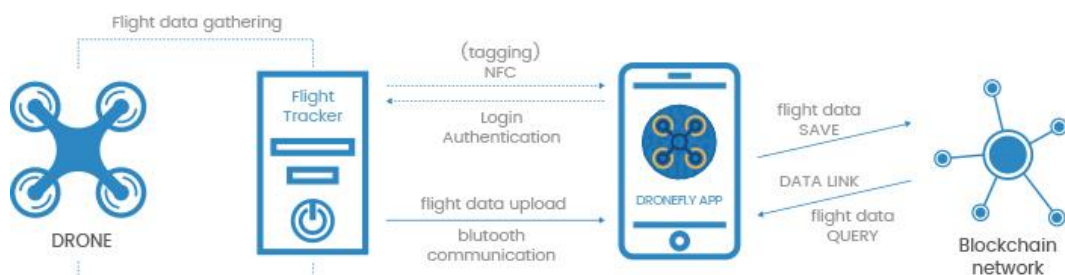 Flight data gathering
DRONE
Flight
Tracker
(tagging)
NFC
Login
Authentication
flight data upload
blutooth
communication
DRONEFLY APP
flight data
SAVE
DATA LINK
flight data
QUERY
Blockchain
network